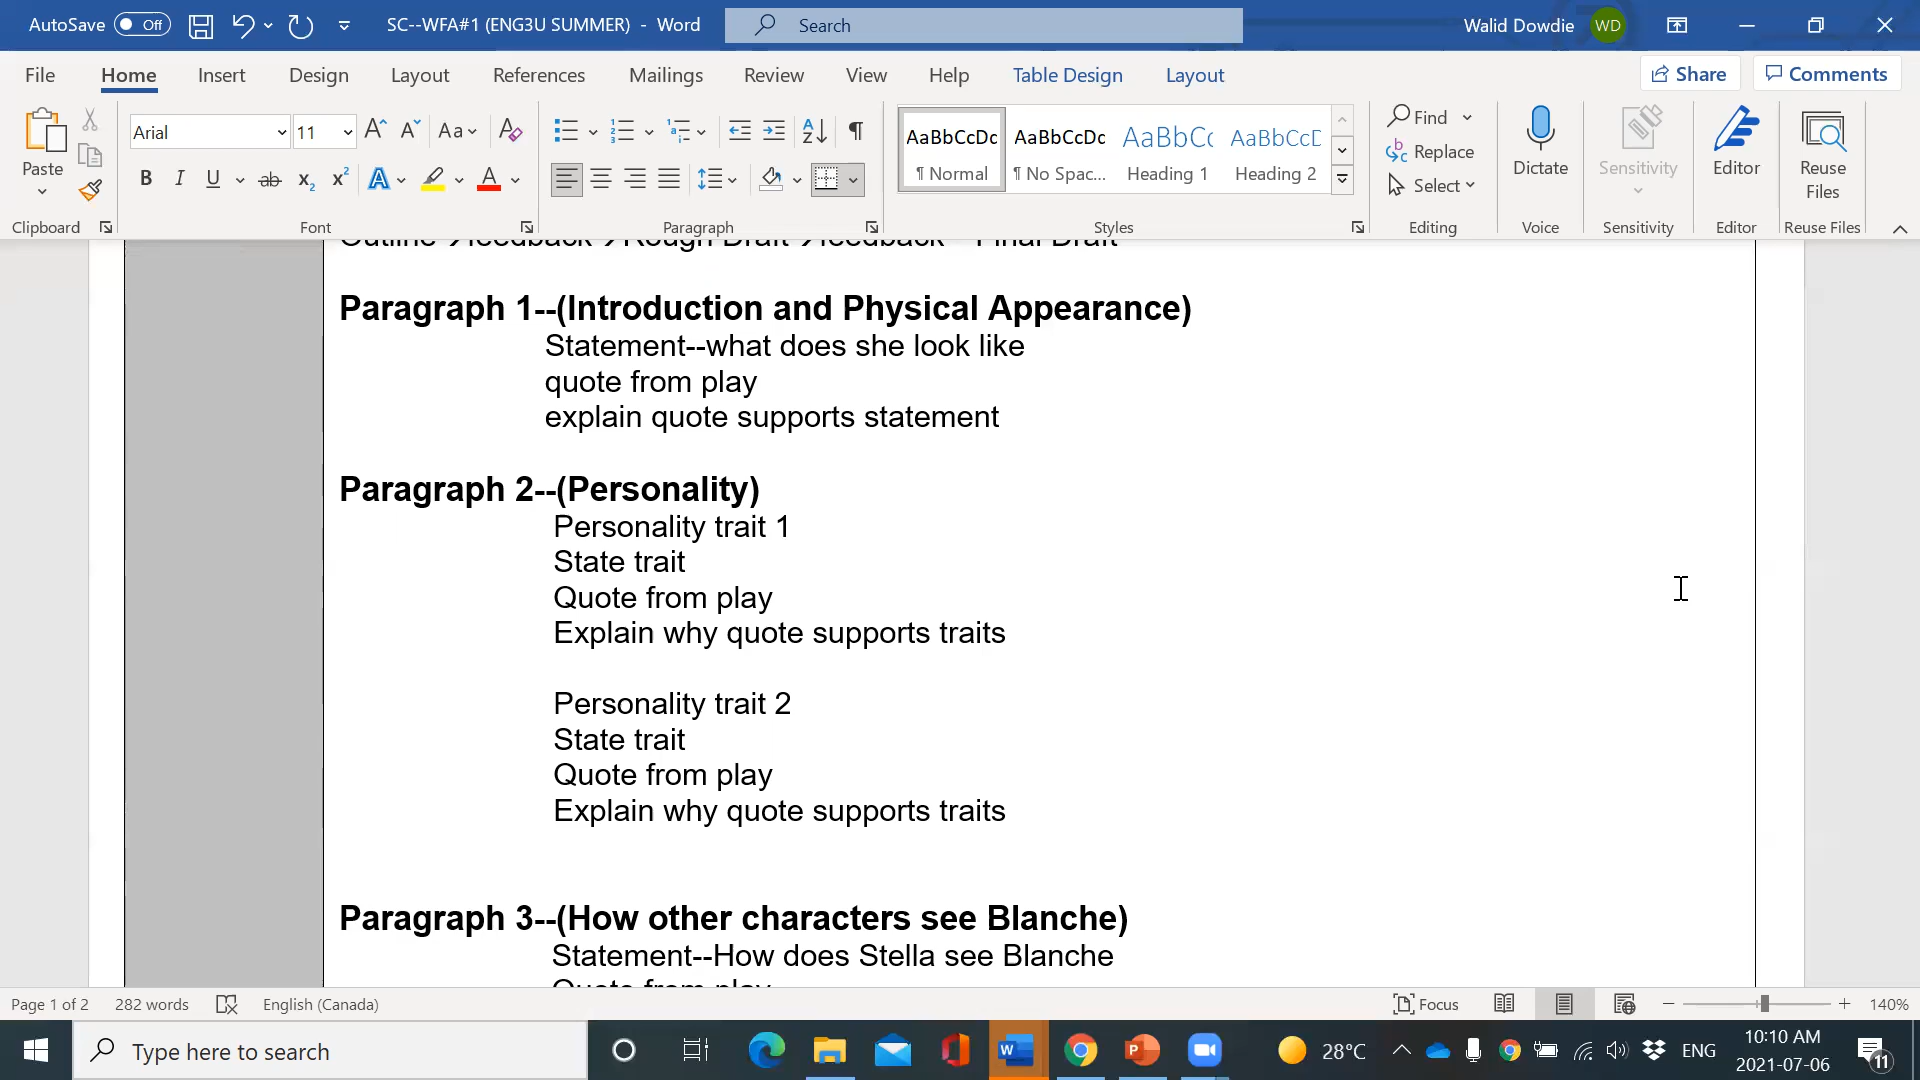 AutoSave Off SC--WFA#1 (ENG3U SUMMER) - Word Search Walid Dowdie WD
File Home Insert Design Layout References Mailings Review View Help Table Design Layout Share Comments
Paste
Clipboard
Arial 11
Font
Paragraph
AaBbCcDc AaBbCcDc AaBbC AaBbCcD
¶ Normal ¶ No Spac... Heading 1 Heading 2
Styles
Find
Replace
Select
Editing
Dictate
Voice
Sensitivity
Sensitivity
Editor
Editor
Reuse
Files
Reuse Files
Outline→feedback→Rough Draft→feedback Final Draft
Paragraph 1--(Introduction and Physical Appearance)
Statement--what does she look like
quote from play
explain quote supports statement
Paragraph 2--(Personality)
Personality trait 1
State trait
Quote from play
Explain why quote supports traits
Personality trait 2
State trait
Quote from play
Explain why quote supports traits
Paragraph 3--(How other characters see Blanche)
Statement--How does Stella see Blanche
Quote from play
Page 1 of 2 282 words English (Canada) Focus 140%
Type here to search 28°C ENG 10:10 AM
2021-07-06 11